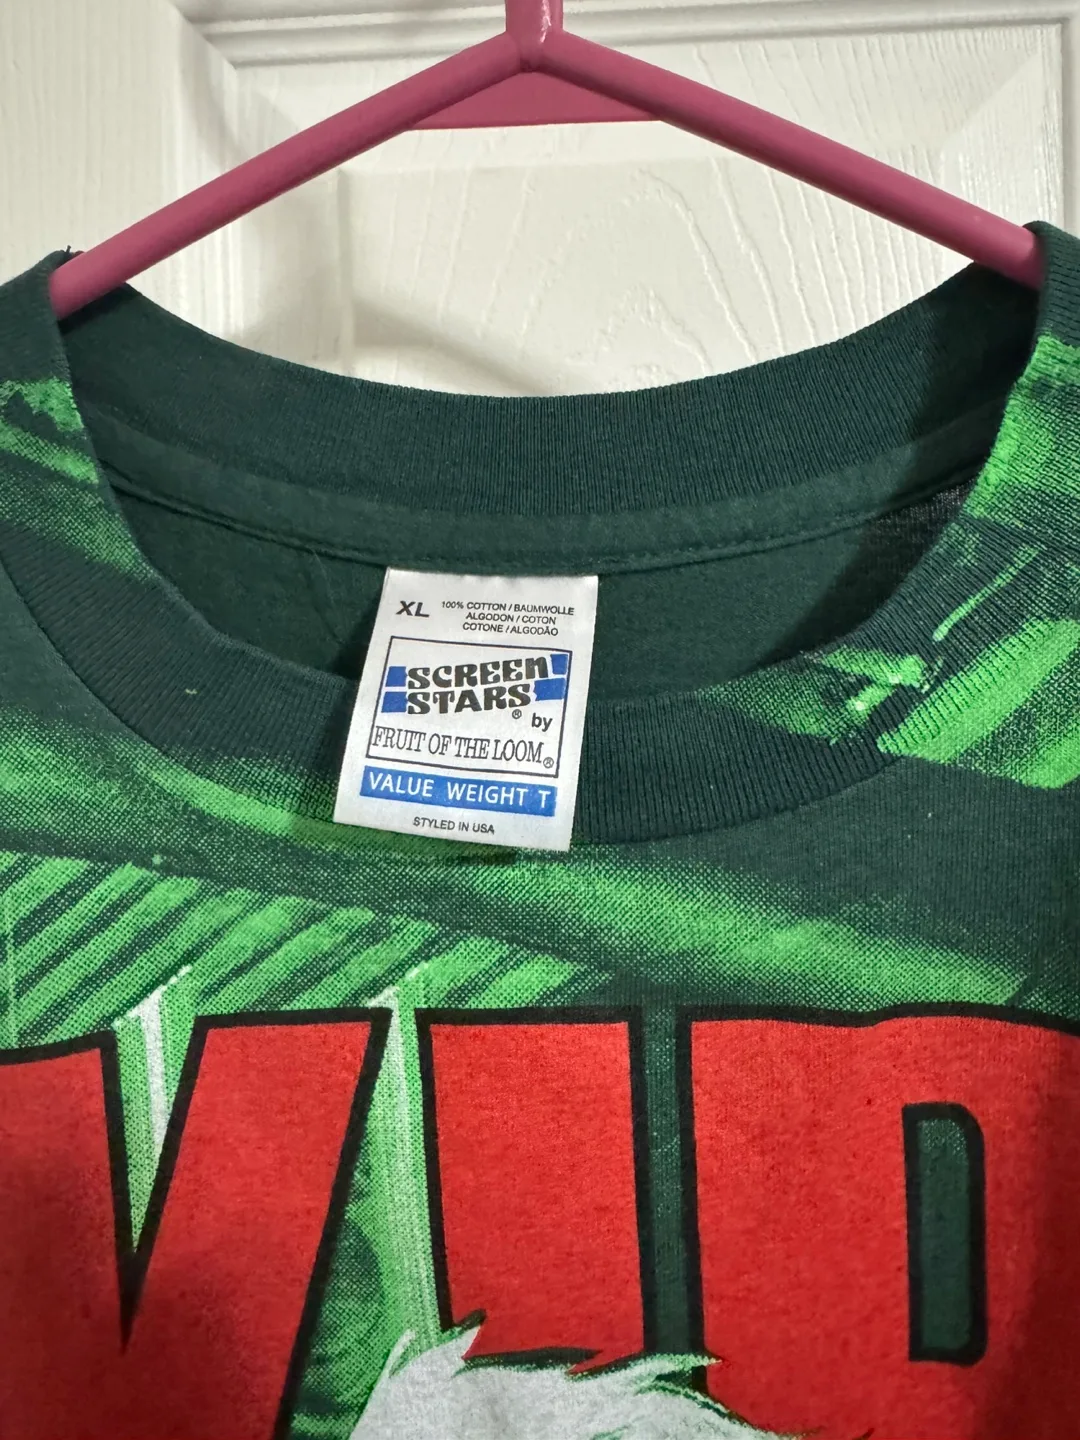 XL 100% COTTON / BAUMWOLLE
ALGODON / COTON
COTONE / ALGODÃO
SCREEN
STARS®
by
FRUIT OF THE LOOM®
VALUE WEIGHT T
STYLED IN USA